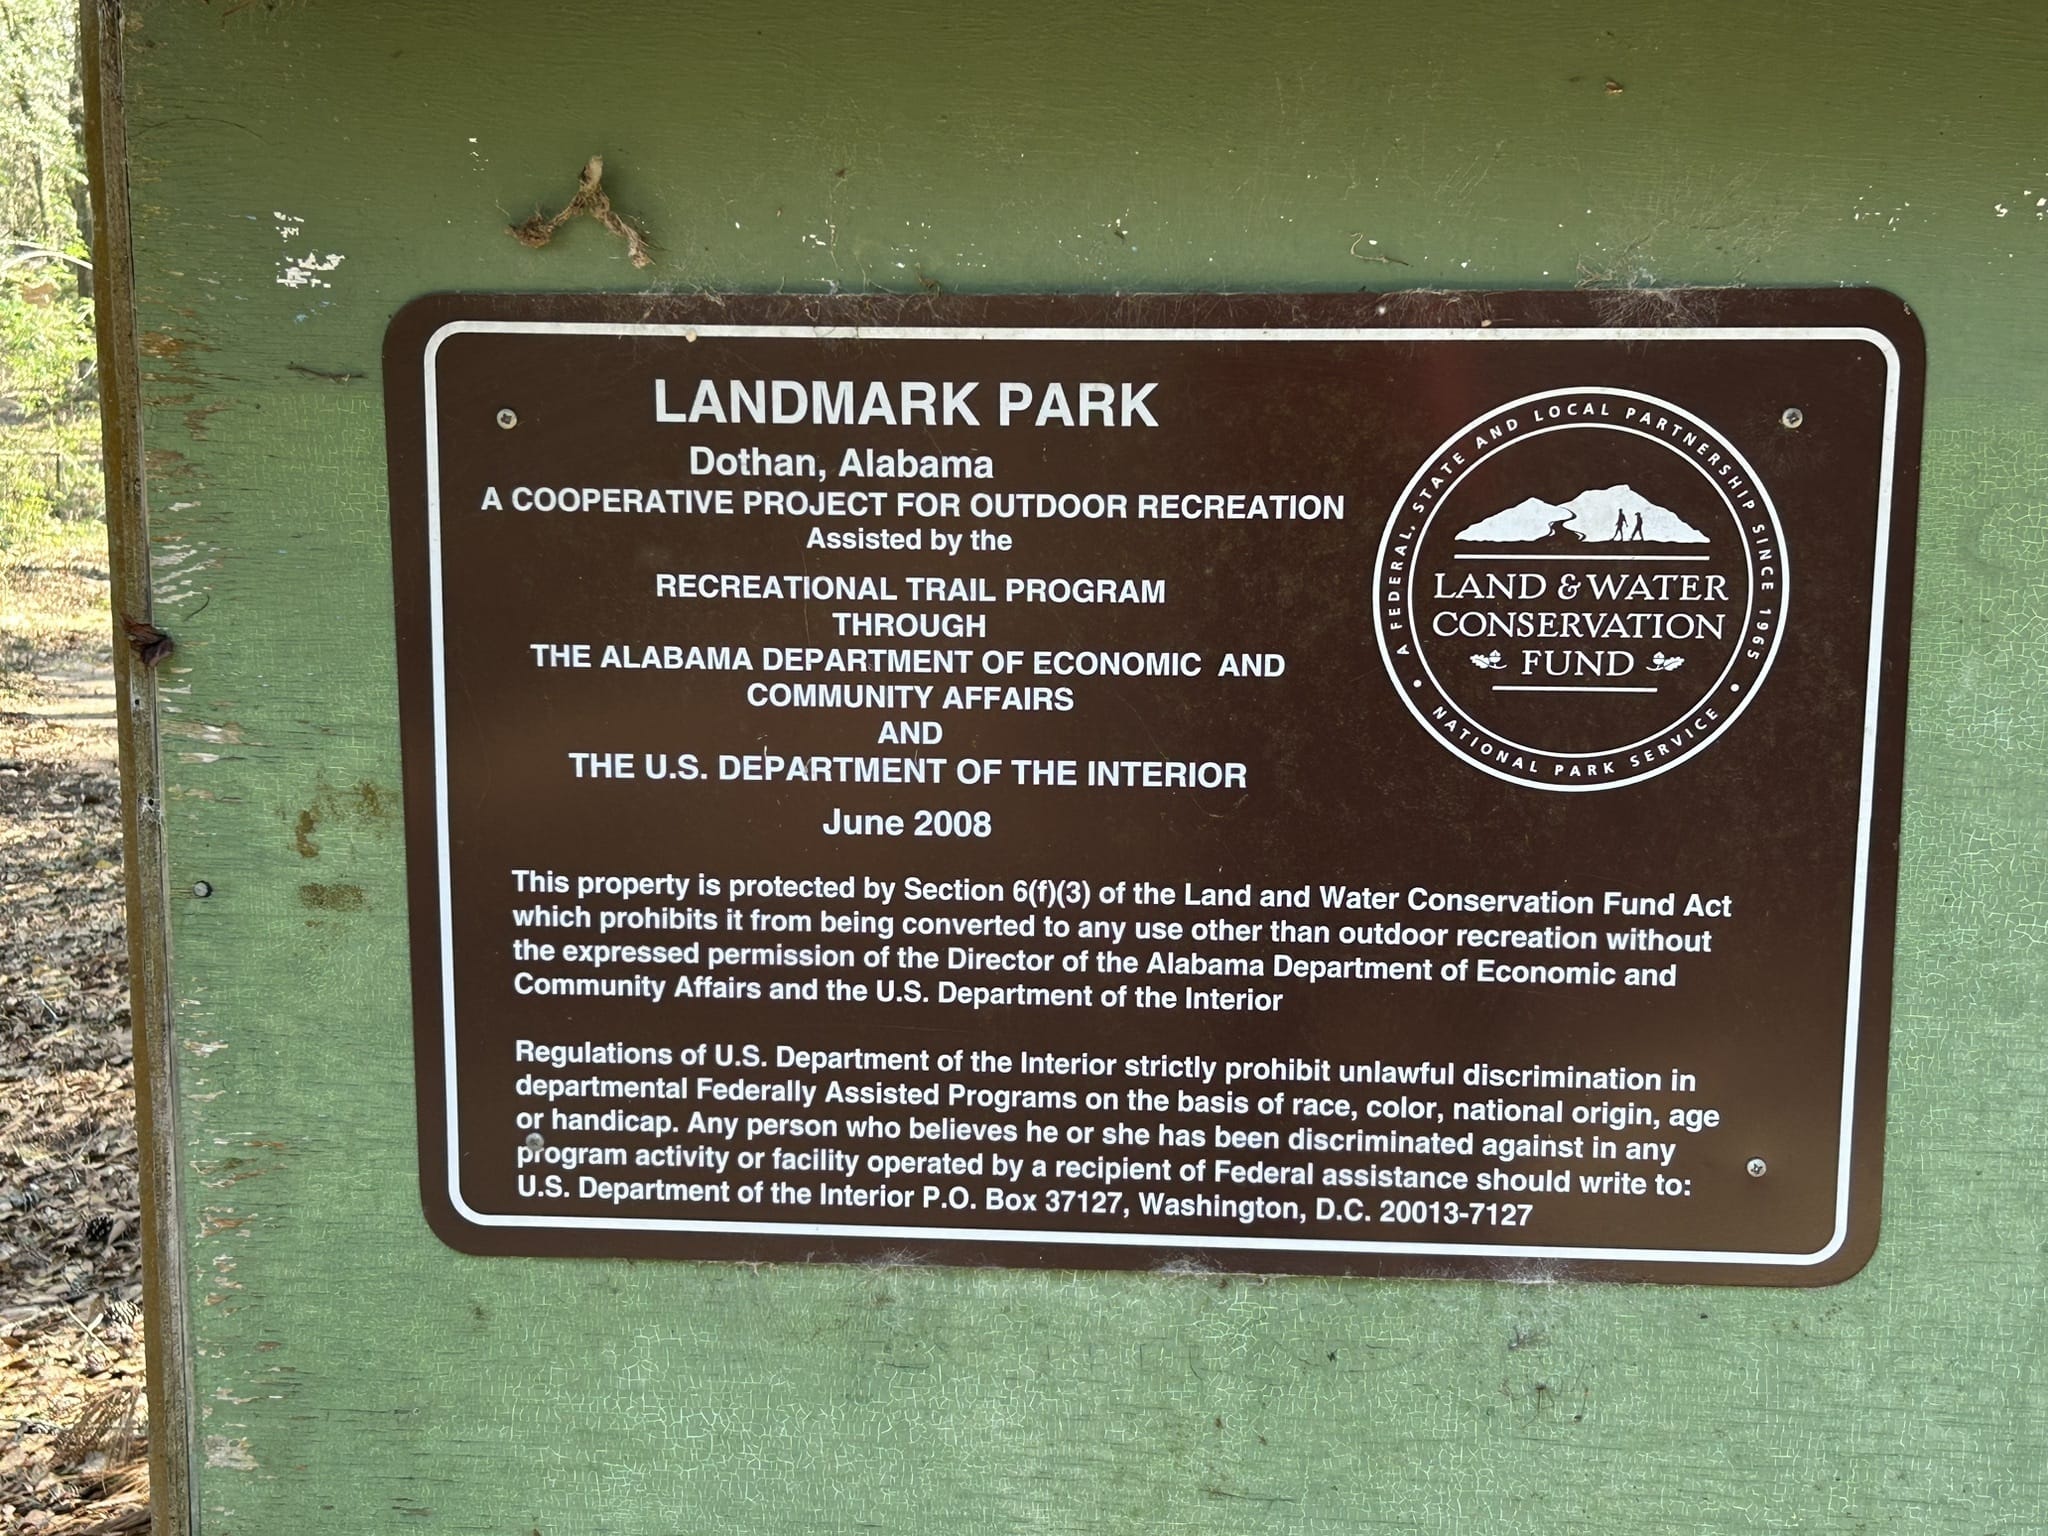 LANDMARK PARK
Dothan, Alabama
A COOPERATIVE PROJECT FOR OUTDOOR RECREATION
Assisted by the
RECREATIONAL TRAIL PROGRAM
THROUGH
THE ALABAMA DEPARTMENT OF ECONOMIC AND
COMMUNITY AFFAIRS
AND
THE U.S. DEPARTMENT OF THE INTERIOR
June 2008
A FEDERAL, STATE AND LOCAL PARTNERSHIP SINCE 1965
LAND & WATER
CONSERVATION
FUND
• NATIONAL PARK SERVICE •
This property is protected by Section 6(f)(3) of the Land and Water Conservation Fund Act
which prohibits it from being converted to any use other than outdoor recreation without
the expressed permission of the Director of the Alabama Department of Economic and
Community Affairs and the U.S. Department of the Interior
Regulations of U.S. Department of the Interior strictly prohibit unlawful discrimination in
departmental Federally Assisted Programs on the basis of race, color, national origin, age
or handicap. Any person who believes he or she has been discriminated against in any
program activity or facility operated by a recipient of Federal assistance should write to:
U.S. Department of the Interior P.O. Box 37127, Washington, D.C. 20013-7127